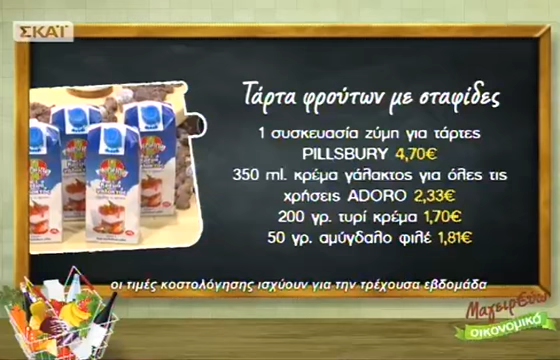 ΣΚΑΪ
Τάρτα φρούτων με σταφίδες
1 συσκευασία ζύμη για τάρτες
PILLSBURY 4,70€
350 ml. κρέμα γάλακτος για όλες τις
χρήσεις ADORO 2,33€
200 γρ. τυρί κρέμα 1,70€
50 γρ. αμύγδαλο φιλέ 1,81€
οι τιμές κοστολόγησης ισχύουν για την τρέχουσα εβδομάδα
ΜαγειρΕύω
οικονομικά